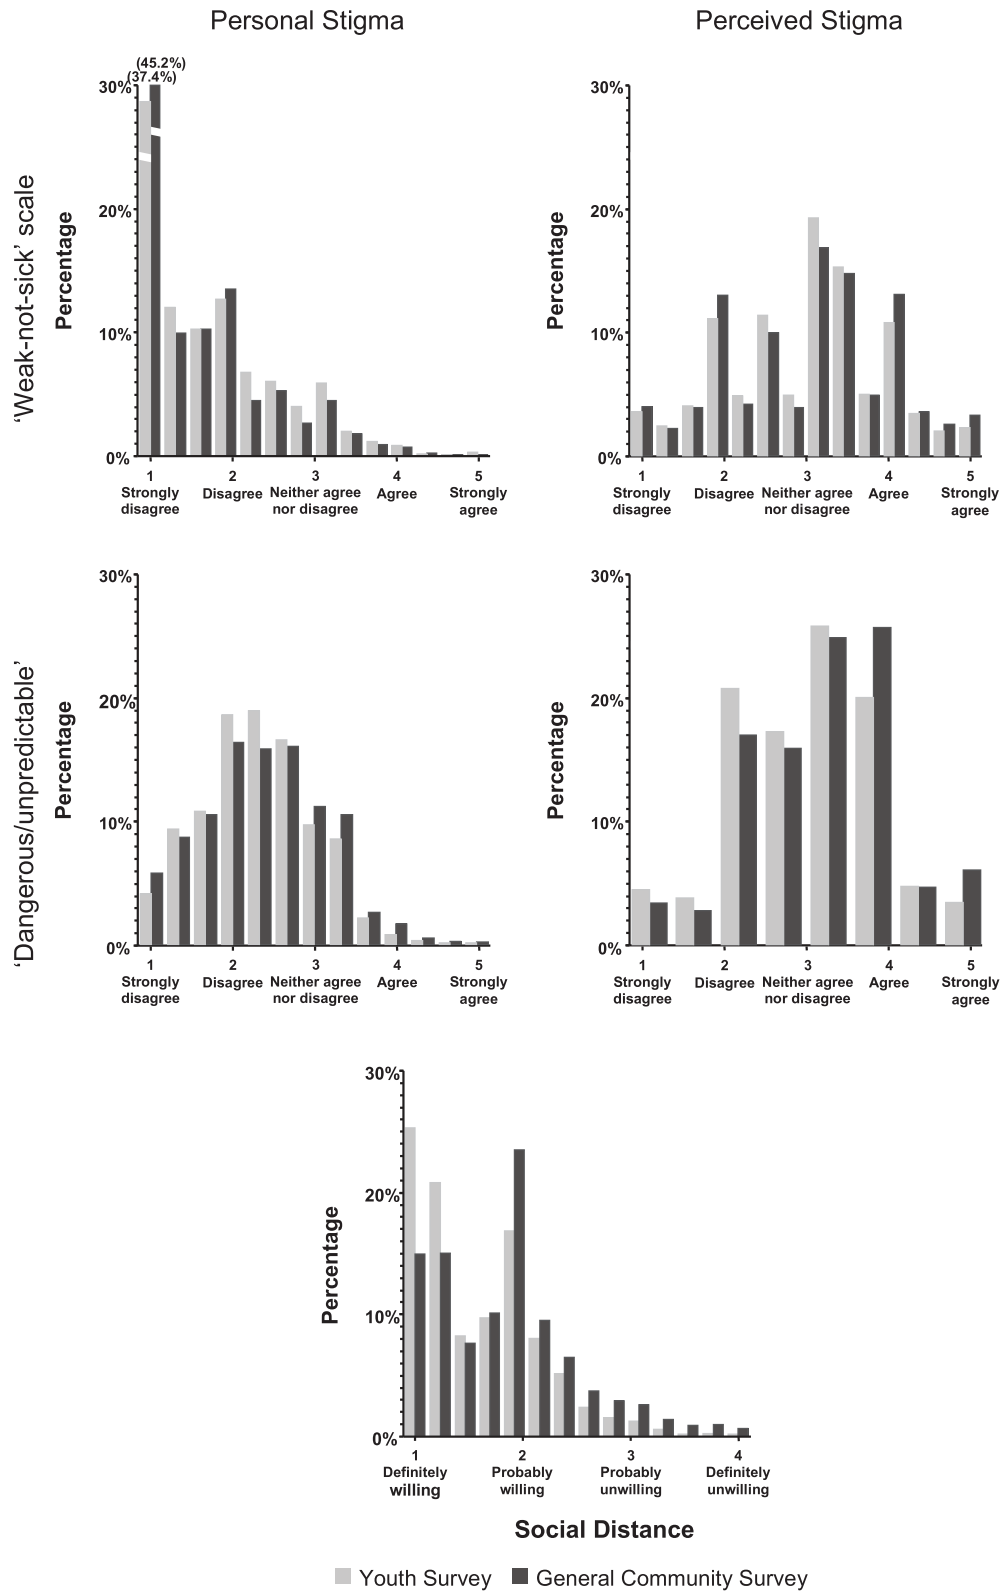 Personal Stigma
Perceived Stigma
‘Weak-not-sick’ scale
Percentage
(45.2%)
(37.4%)
30%
20%
10%
0%
1 2 3 4 5
Strongly disagree
Disagree
Neither agree nor disagree
Agree
Strongly agree
Percentage
30%
20%
10%
0%
1 2 3 4 5
Strongly disagree
Disagree
Neither agree nor disagree
Agree
Strongly agree
‘Dangerous/unpredictable’
Percentage
30%
20%
10%
0%
1 2 3 4 5
Strongly disagree
Disagree
Neither agree nor disagree
Agree
Strongly agree
Percentage
30%
20%
10%
0%
1 2 3 4 5
Strongly disagree
Disagree
Neither agree nor disagree
Agree
Strongly agree
Percentage
30%
20%
10%
0%
1 2 3 4
Definitely willing
Probably willing
Probably unwilling
Definitely unwilling
Social Distance
Youth Survey
General Community Survey